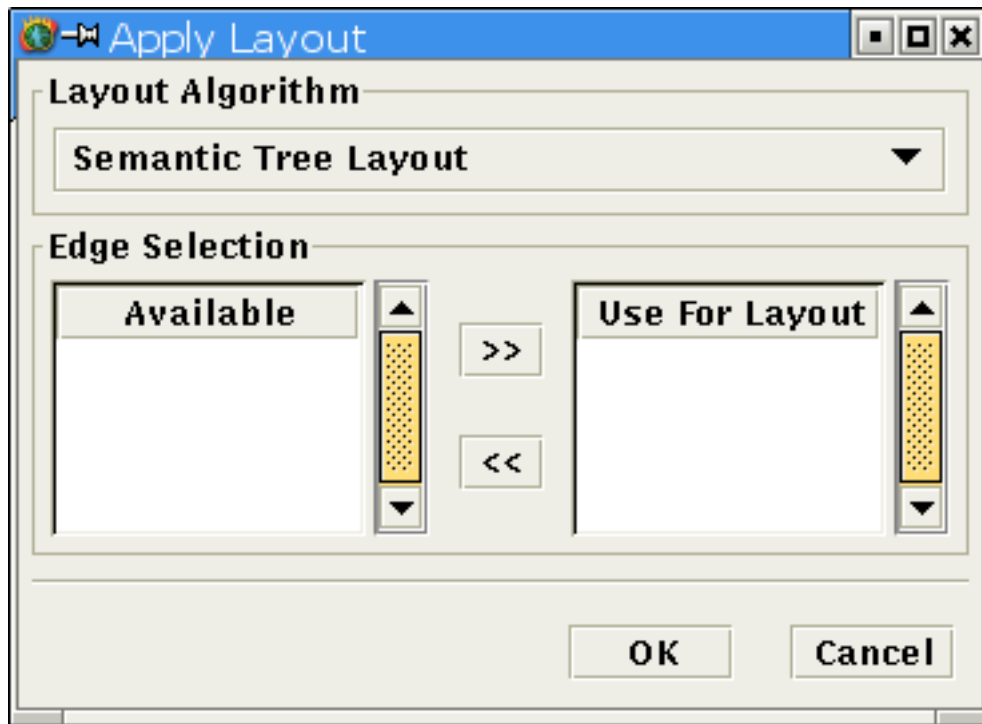 Apply Layout
Layout Algorithm
Semantic Tree Layout
Edge Selection
Available
Use For Layout
>>
<<
OK
Cancel